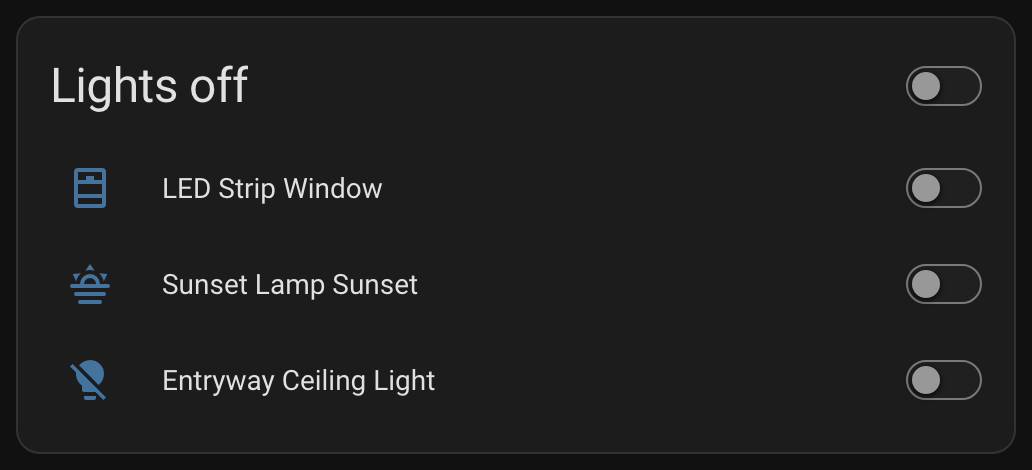 Lights off
LED Strip Window
Sunset Lamp Sunset
Entryway Ceiling Light